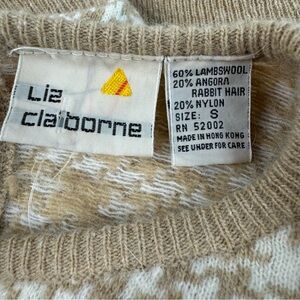 Liz
claiborne
60% LAMBSWOOL
20% ANGORA
RABBIT HAIR
20% NYLON
SIZE: S
RN 52002
MADE IN HONG KONG
SEE UNDER FOR CARE